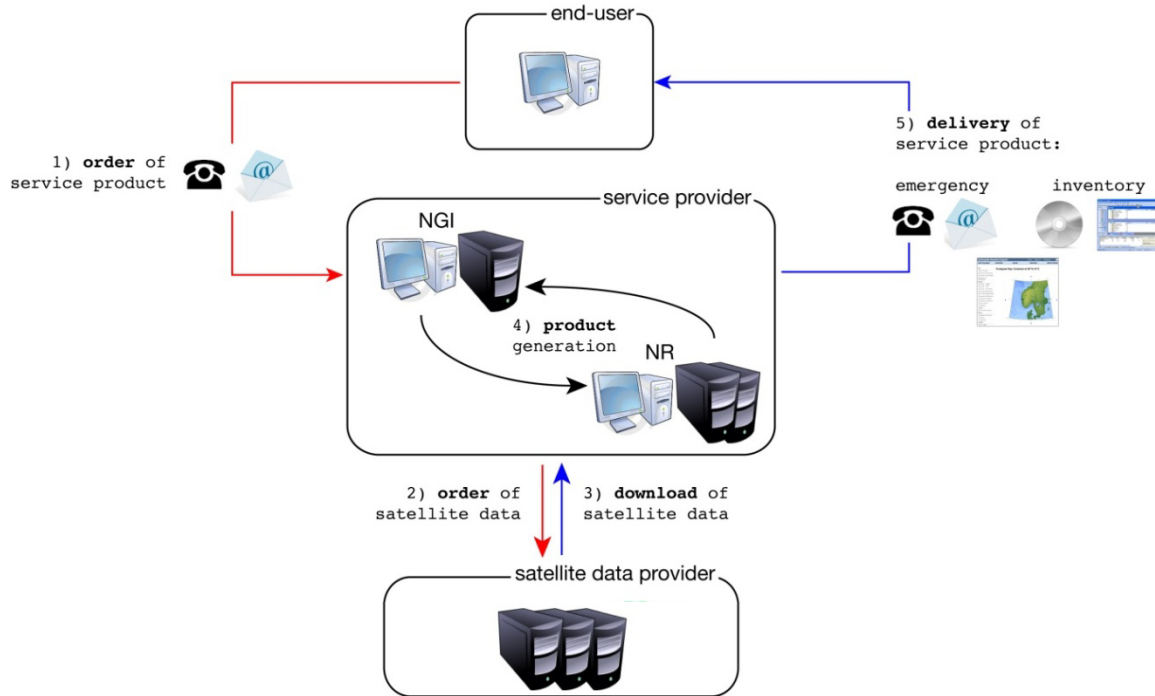 end-user
1) order of
service product
@
5) delivery of
service product:
emergency
inventory
@
service provider
NGI
4) product
generation
NR
2) order of
satellite data
3) download of
satellite data
satellite data provider